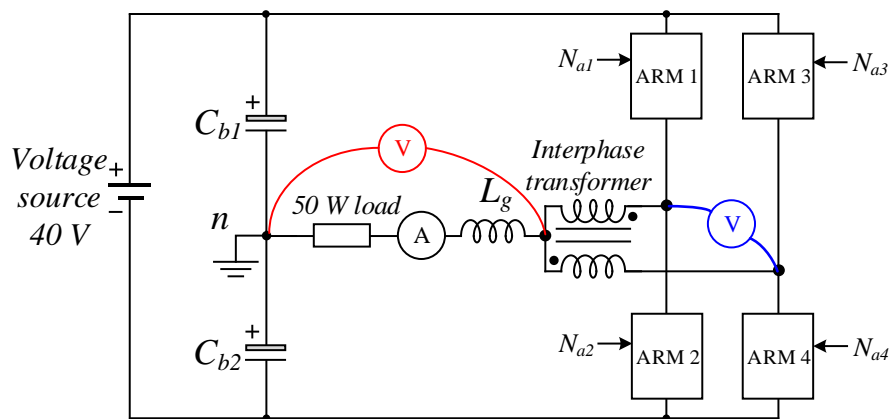 Voltage
source
40 V
+
−
C_b1
+
n
C_b2
+
V
50 W load
A
L_g
Interphase
transformer
V
N_a1
ARM 1
ARM 3
N_a3
N_a2
ARM 2
ARM 4
N_a4